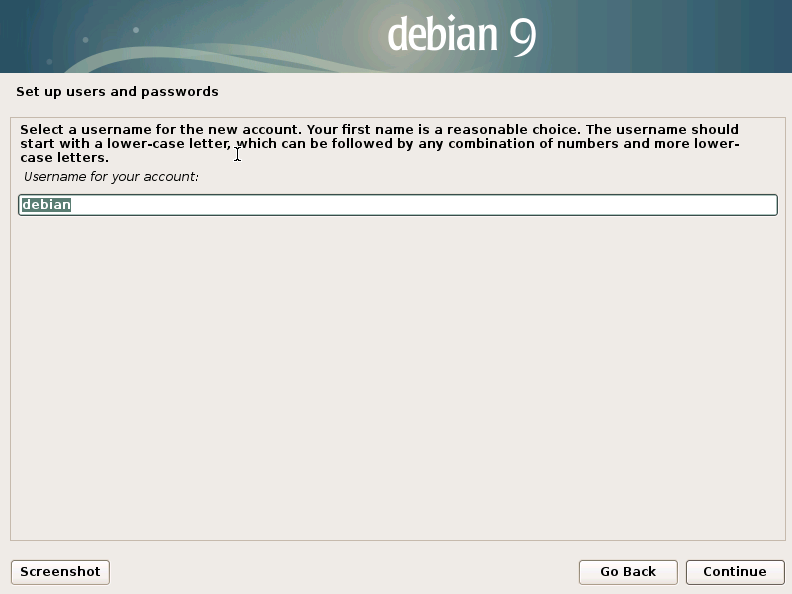 debian 9
Set up users and passwords
Select a username for the new account. Your first name is a reasonable choice. The username should
start with a lower-case letter, which can be followed by any combination of numbers and more lower-
case letters.
Username for your account:
debian
Screenshot
Go Back
Continue